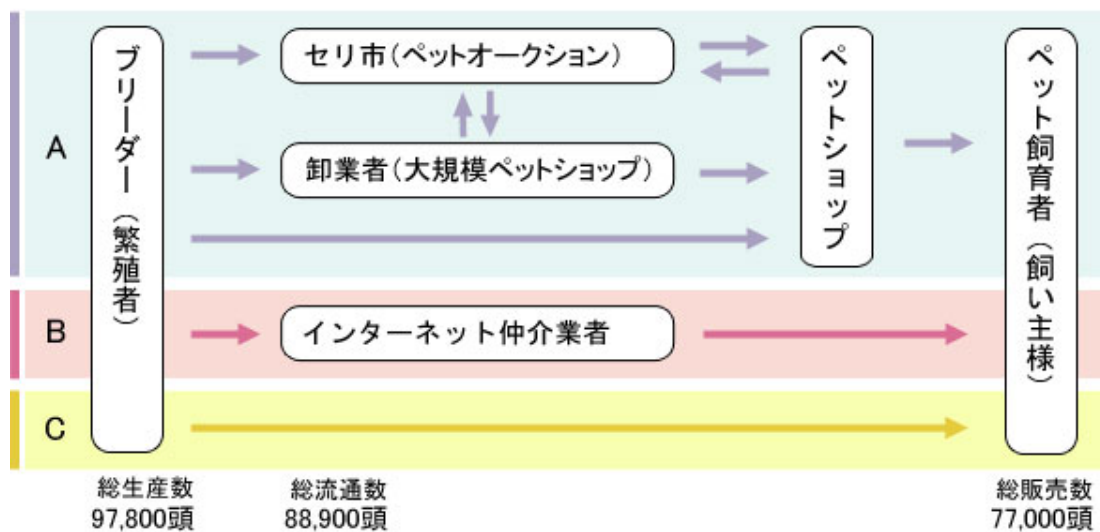 A
B
C
ブリーダー（繁殖者）
セリ市（ペットオークション）
卸業者（大規模ペットショップ）
インターネット仲介業者
ペットショップ
ペット飼育者（飼い主様）
総生産数
97,800頭
総流通数
88,900頭
総販売数
77,000頭